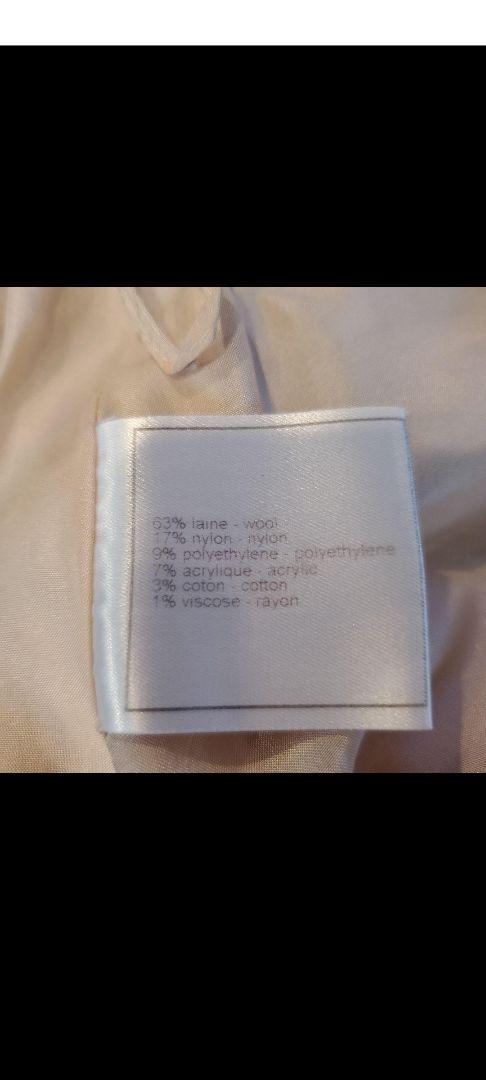 63% laine - wool
17% nylon - nylon
9% polyethylene - polyethylene
7% acrylique - acrylic
3% coton - cotton
1% viscose - rayon